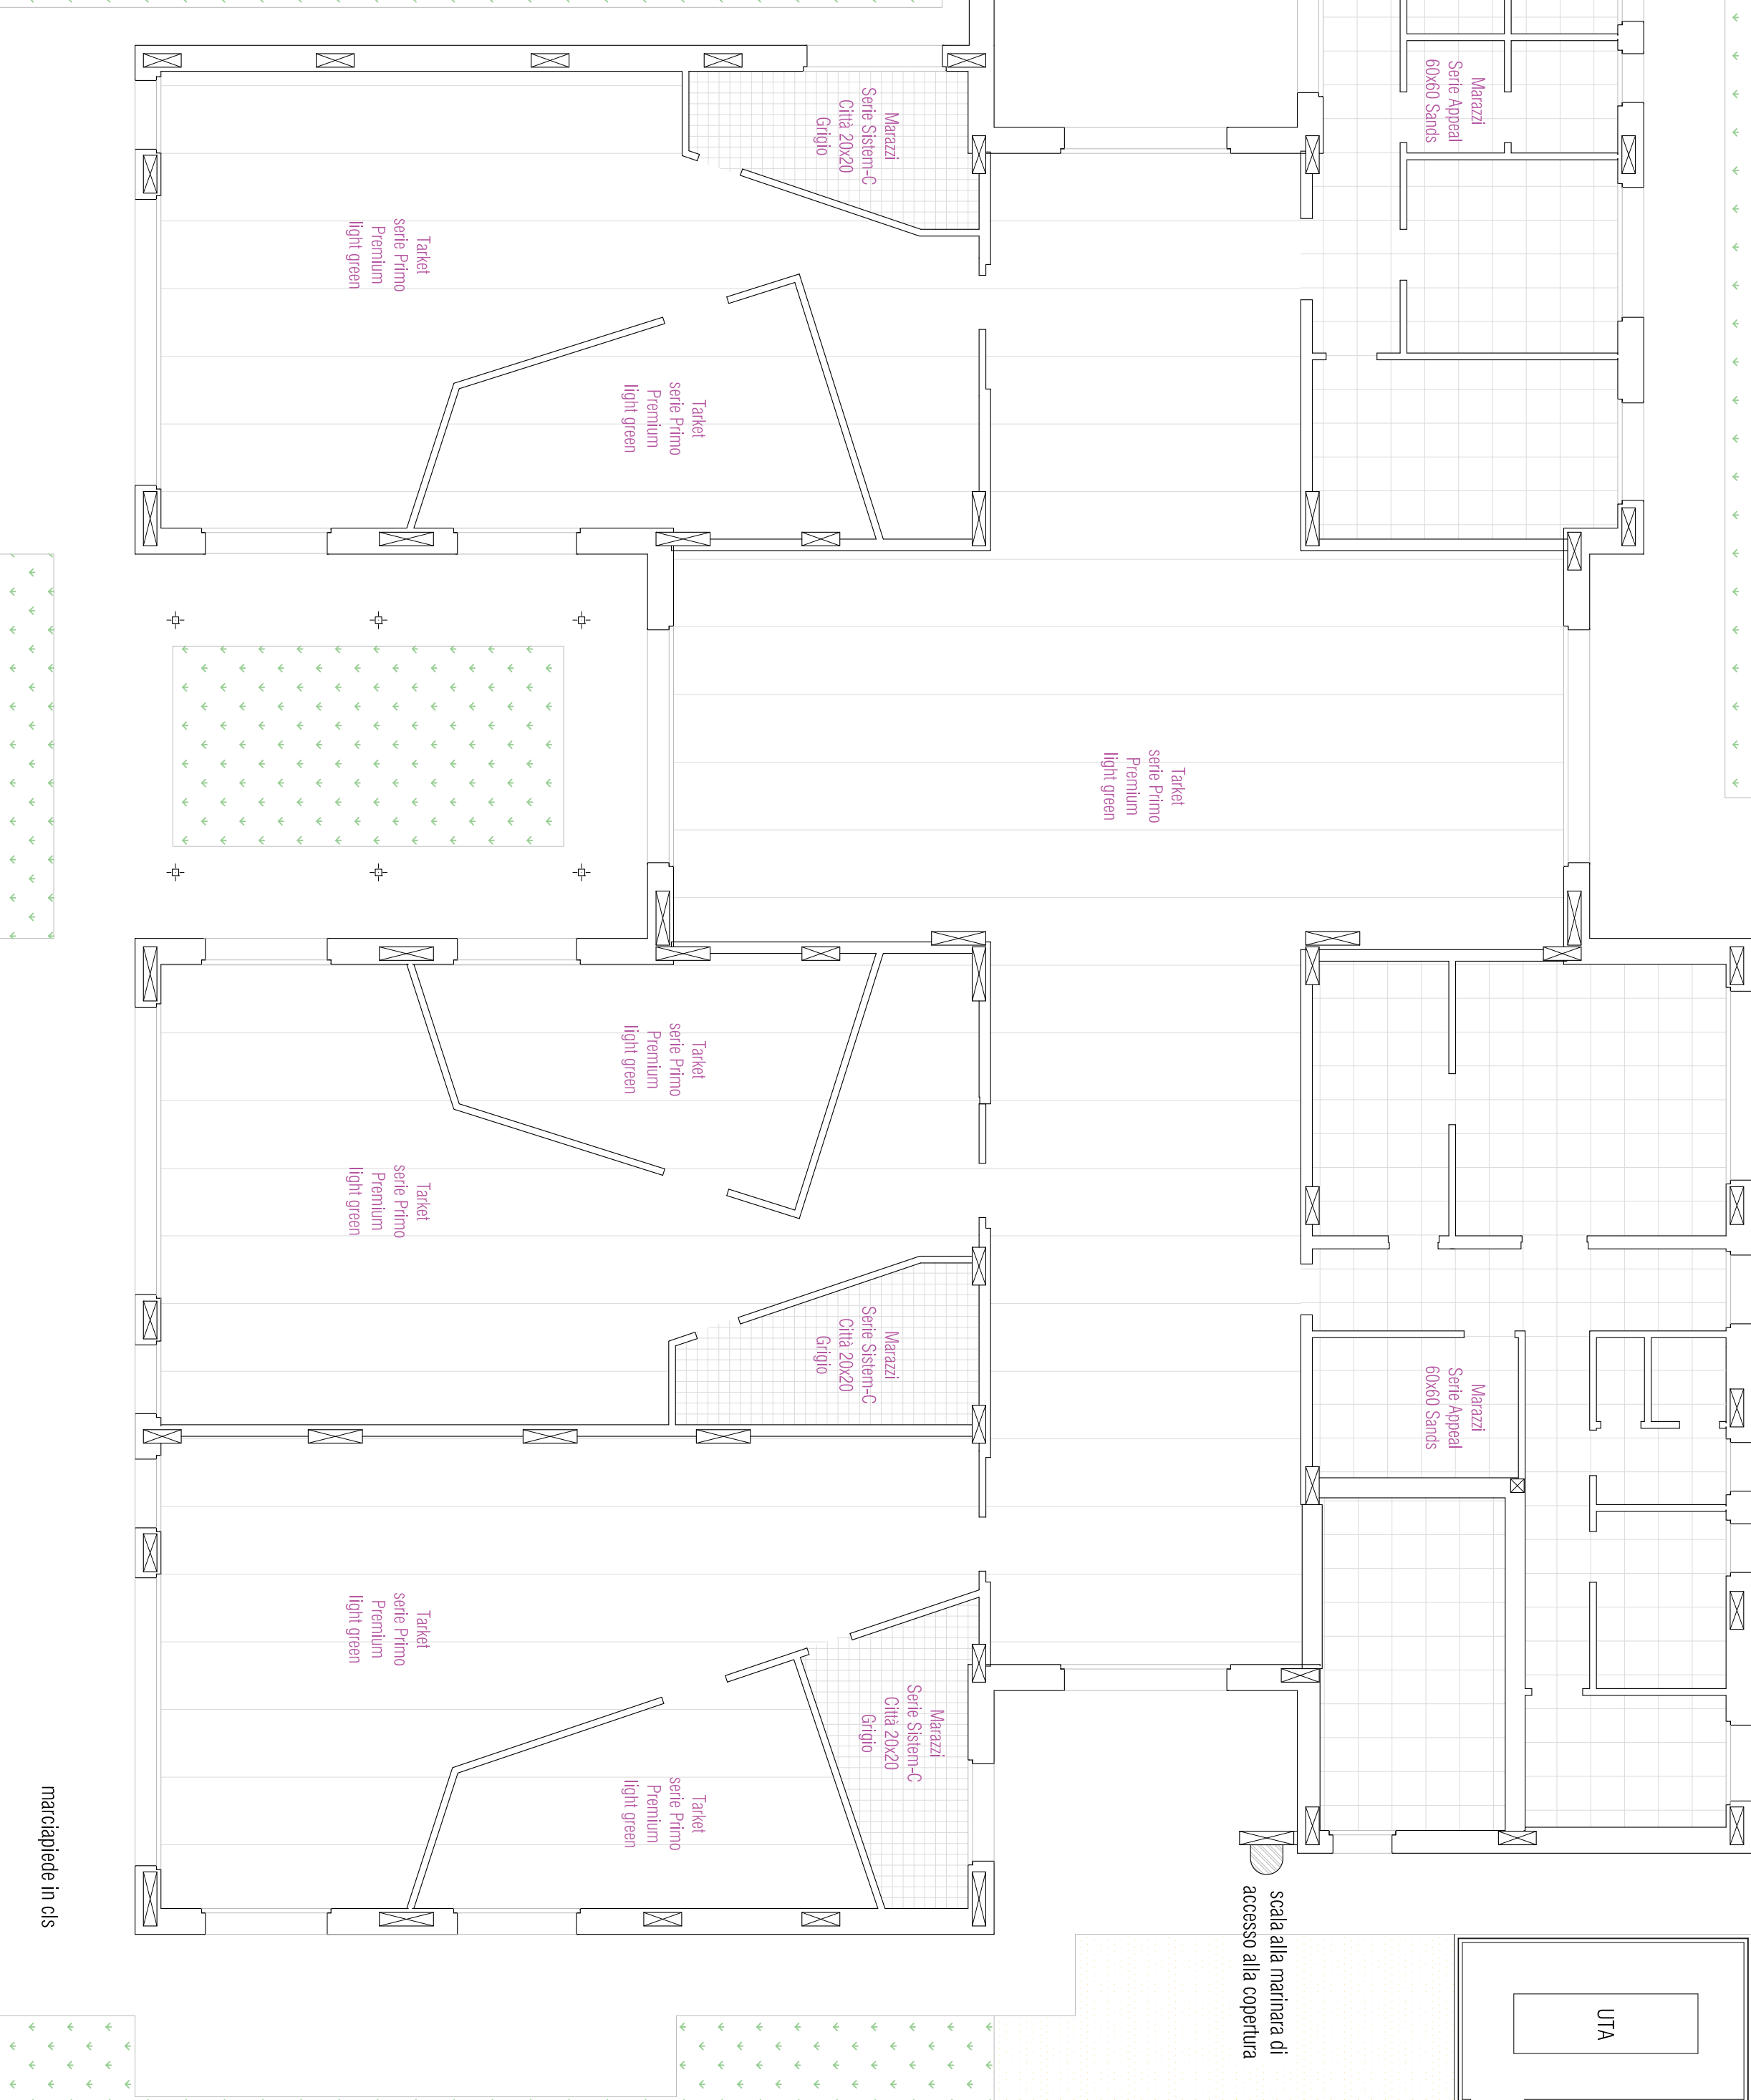 Marazzi
Serie Appeal
60x60 Sands
Marazzi
Serie Sistem-C
Città 20x20
Grigio
Tarket
serie Primo
Premium
light green
Tarket
serie Primo
Premium
light green
Tarket
serie Primo
Premium
light green
Tarket
serie Primo
Premium
light green
Tarket
serie Primo
Premium
light green
Marazzi
Serie Sistem-C
Città 20x20
Grigio
Marazzi
Serie Appeal
60x60 Sands
Tarket
serie Primo
Premium
light green
Marazzi
Serie Sistem-C
Città 20x20
Grigio
Tarket
serie Primo
Premium
light green
marciapiede in cls
scala alla marinara di
accesso alla copertura
UTA